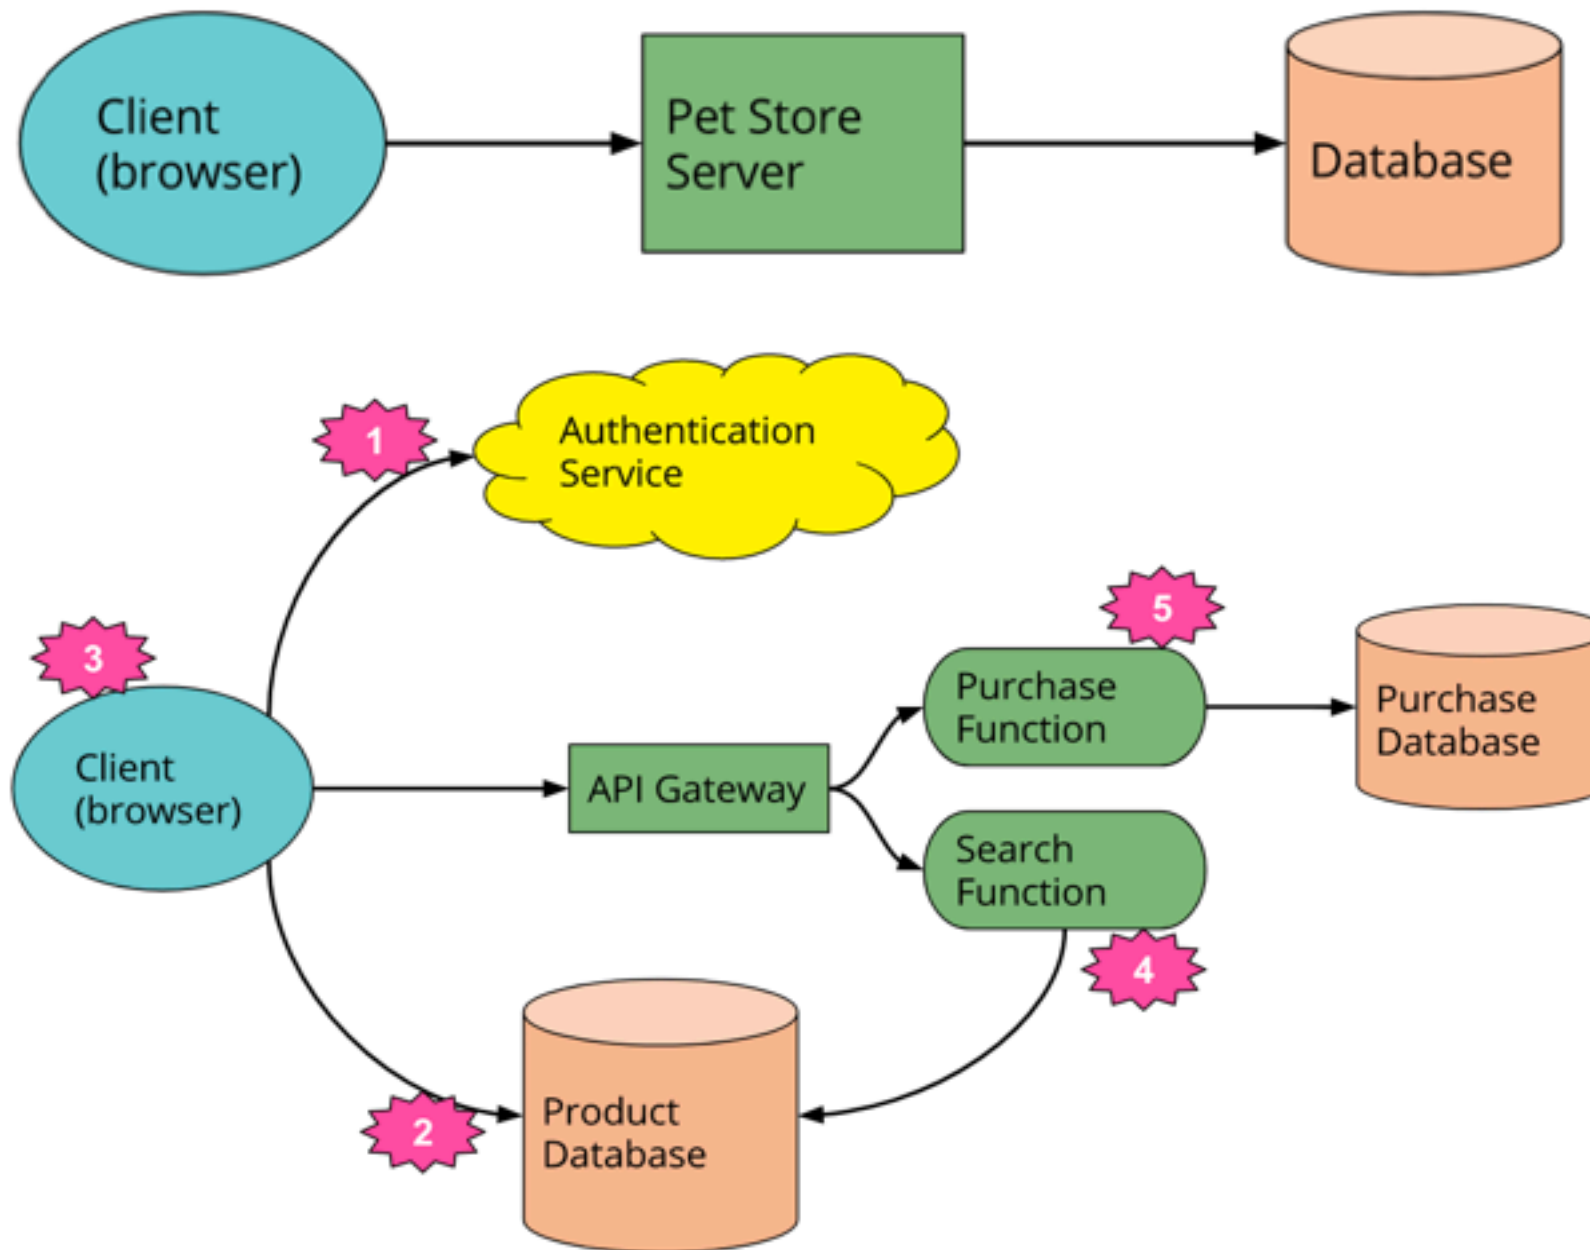 Client
(browser)
Pet Store
Server
Database
1
Authentication
Service
3
Client
(browser)
API Gateway
5
Purchase
Function
Purchase
Database
Search
Function
4
2
Product
Database